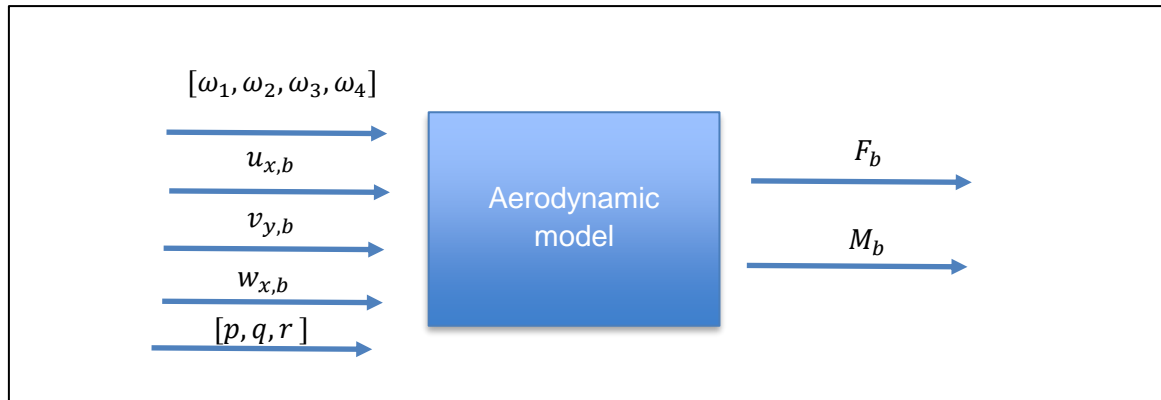 [ω₁, ω₂, ω₃, ω₄]
u_{x,b}
v_{y,b}
w_{x,b}
[p, q, r ]
Aerodynamic
model
F_b
M_b